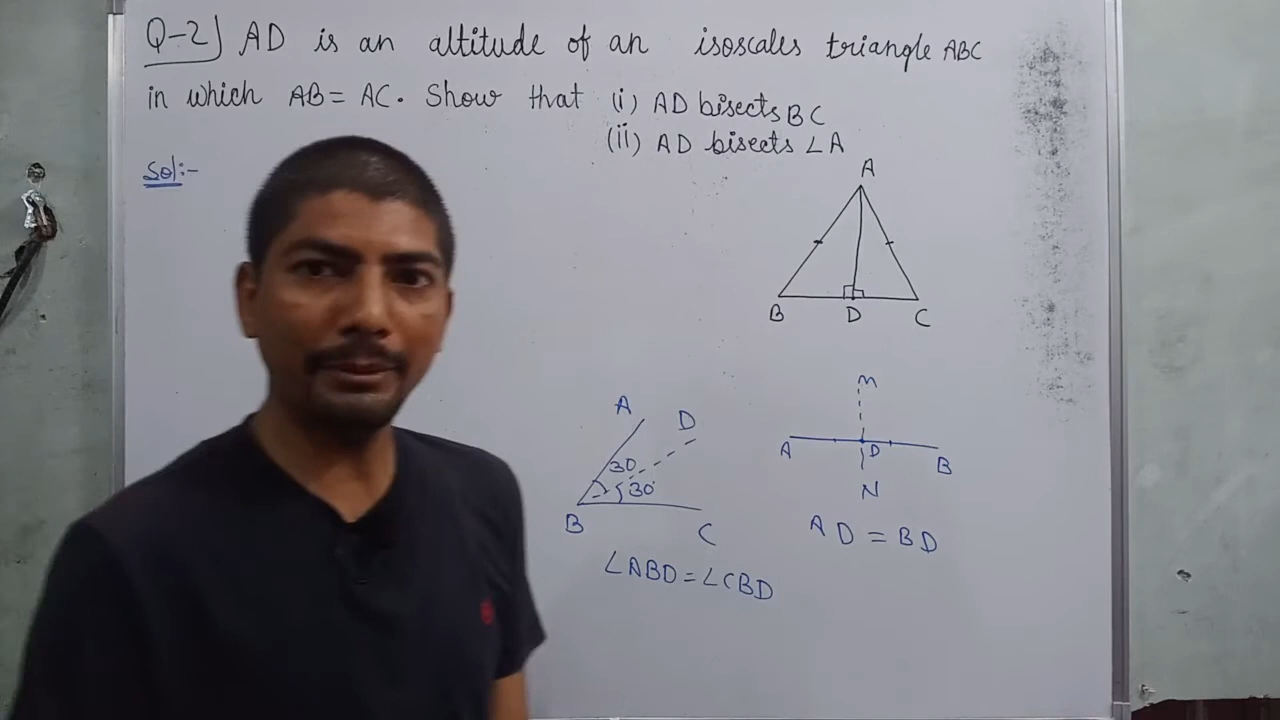 Q-2) AD is an altitude of an isoscales triangle ABC
in which AB = AC. Show that (i) AD bisects BC
(ii) AD bisects ∠A
Sol:-
A
B D C
A D
30
30°
B C
∠ABD = ∠CBD
M
A D B
N
AD = BD